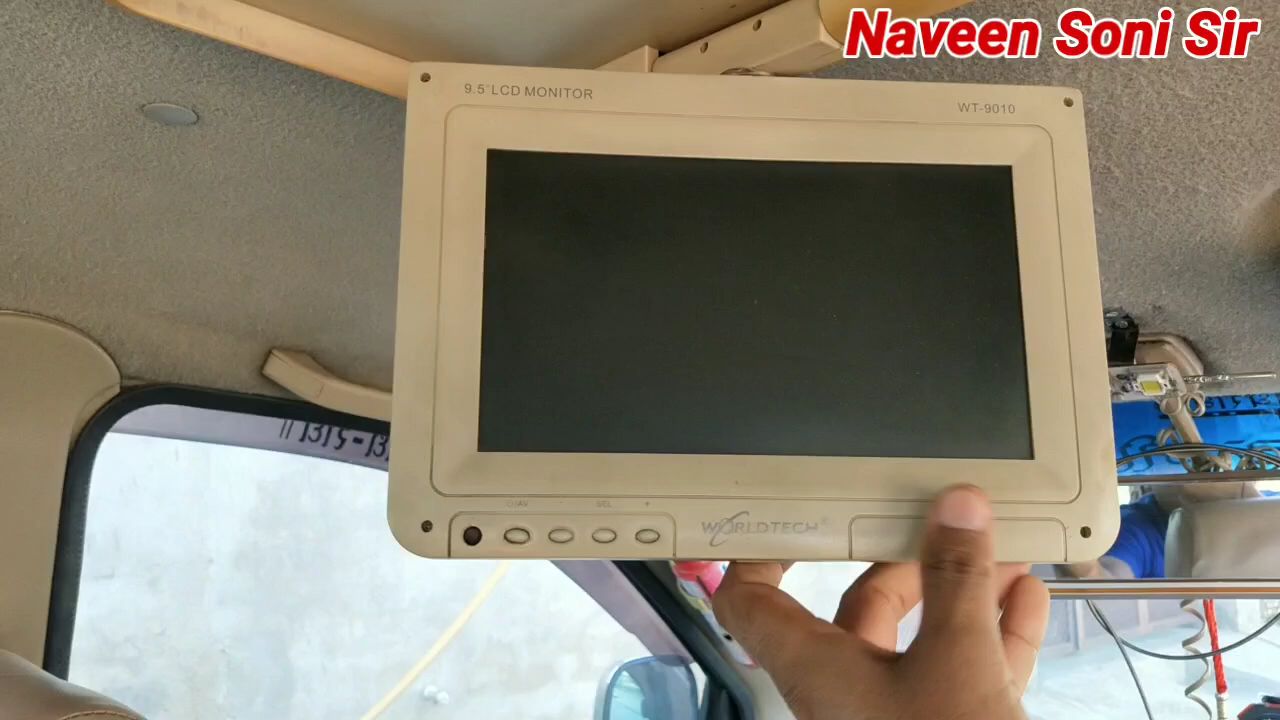 Naveen Soni Sir
9.5" LCD MONITOR
WT-9010
SEL
+
WORLDTECH